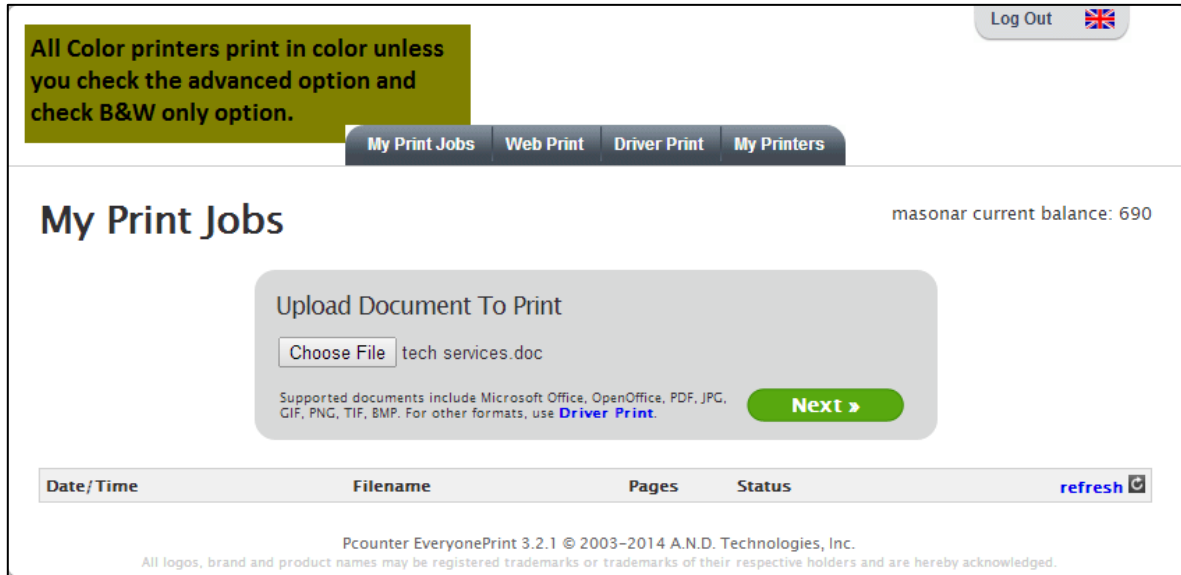 Log Out
All Color printers print in color unless
you check the advanced option and
check B&W only option.
My Print Jobs Web Print Driver Print My Printers
My Print Jobs
masonar current balance: 690
Upload Document To Print
Choose File tech services.doc
Supported documents include Microsoft Office, OpenOffice, PDF, JPG,
GIF, PNG, TIF, BMP. For other formats, use Driver Print.
Next »
Date/Time Filename Pages Status refresh
Pcounter EveryonePrint 3.2.1 © 2003-2014 A.N.D. Technologies, Inc.
All logos, brand and product names may be registered trademarks or trademarks of their respective holders and are hereby acknowledged.